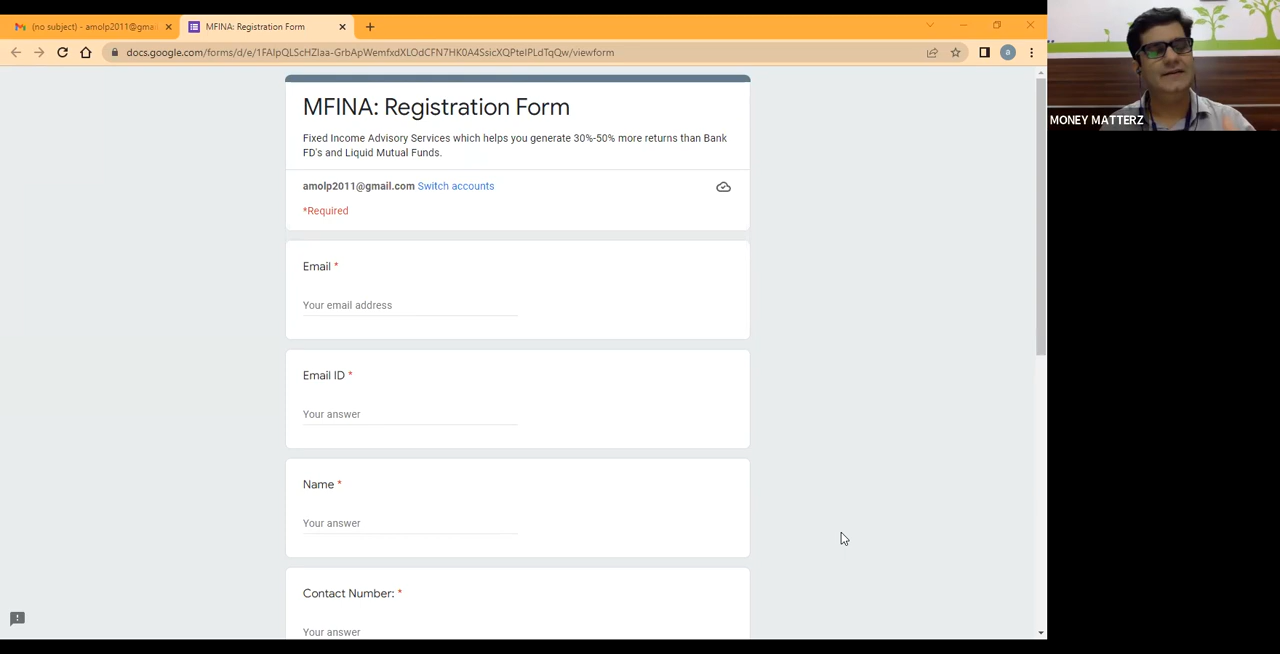 (no subject) - amolp2011@gma
MFINA: Registration Form
docs.google.com/forms/d/e/1FAIpQLScHZlaa-GrbApWemfxdXLOdCFN7HK0A4SsicXQPteIPLdTqQw/viewform
a
MFINA: Registration Form
Fixed Income Advisory Services which helps you generate 30%-50% more returns than Bank
FD's and Liquid Mutual Funds.
amolp2011@gmail.com Switch accounts
*Required
Email *
Your email address
Email ID *
Your answer
Name *
Your answer
Contact Number: *
Your answer
MONEY MATTERZ